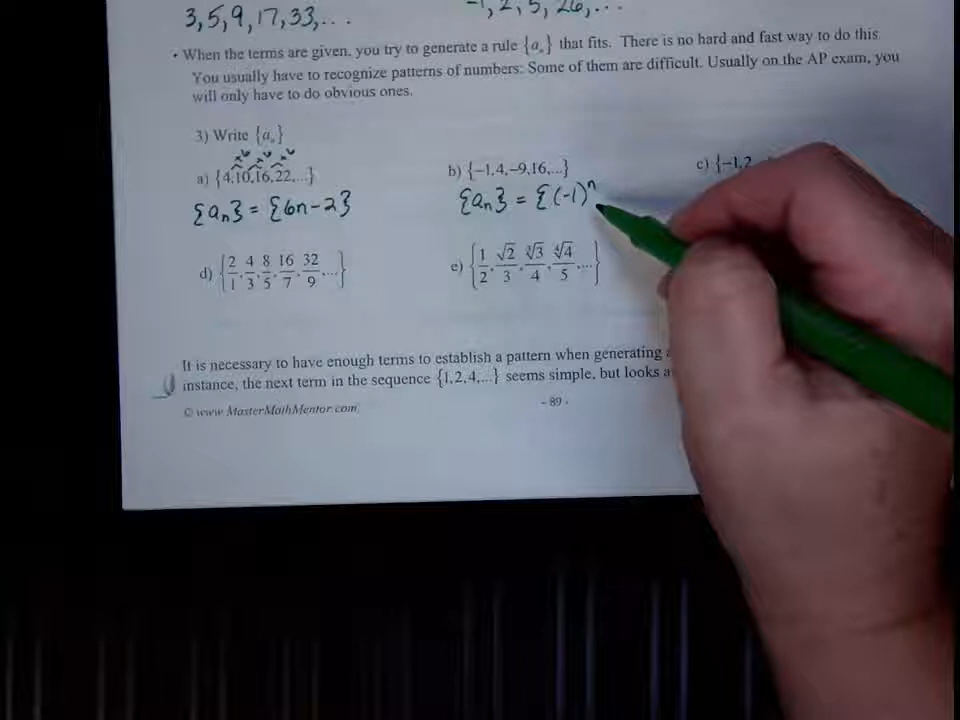 3, 5, 9, 17, 33, ...
-1, 2, 5, 26, ...
• When the terms are given, you try to generate a rule {aₙ} that fits. There is no hard and fast way to do this.
You usually have to recognize patterns of numbers. Some of them are difficult. Usually on the AP exam, you
will only have to do obvious ones.
3) Write {aₙ}
a) {4,10,16,22,...} b) {-1,4,-9,16,...} c) {-1,2
{aₙ} = {6n-2} {aₙ} = {(-1)ⁿ
d) {2/1, 4/3, 8/5, 16/7, 32/9, ...} e) {1/2, √2/3, ∛3/4, ∜4/5, ...}
It is necessary to have enough terms to establish a pattern when generating
instance, the next term in the sequence {1,2,4,...} seems simple, but looks
© www.MasterMathMentor.com - 89 -